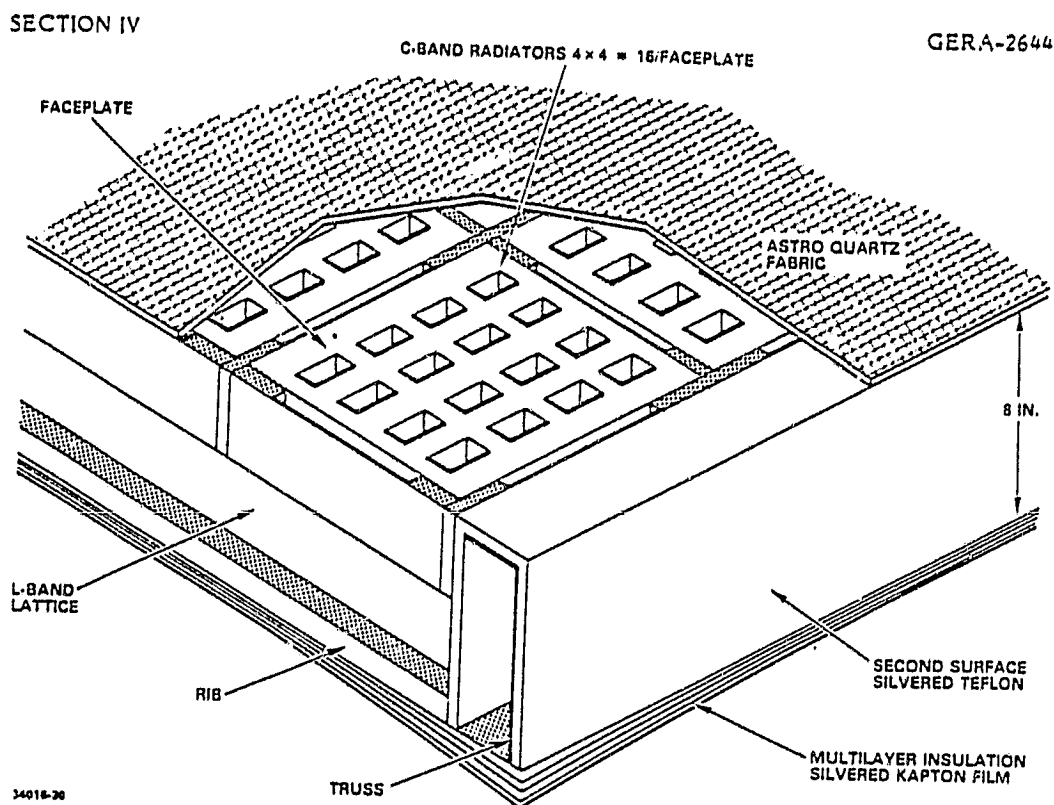 SECTION IV
GERA-2644
C-BAND RADIATORS 4 x 4 = 16/FACEPLATE
FACEPLATE
ASTRO QUARTZ
FABRIC
8 IN.
L-BAND
LATTICE
RIB
SECOND SURFACE
SILVERED TEFLON
TRUSS
MULTILAYER INSULATION
SILVERED KAPTON FILM
34016-30